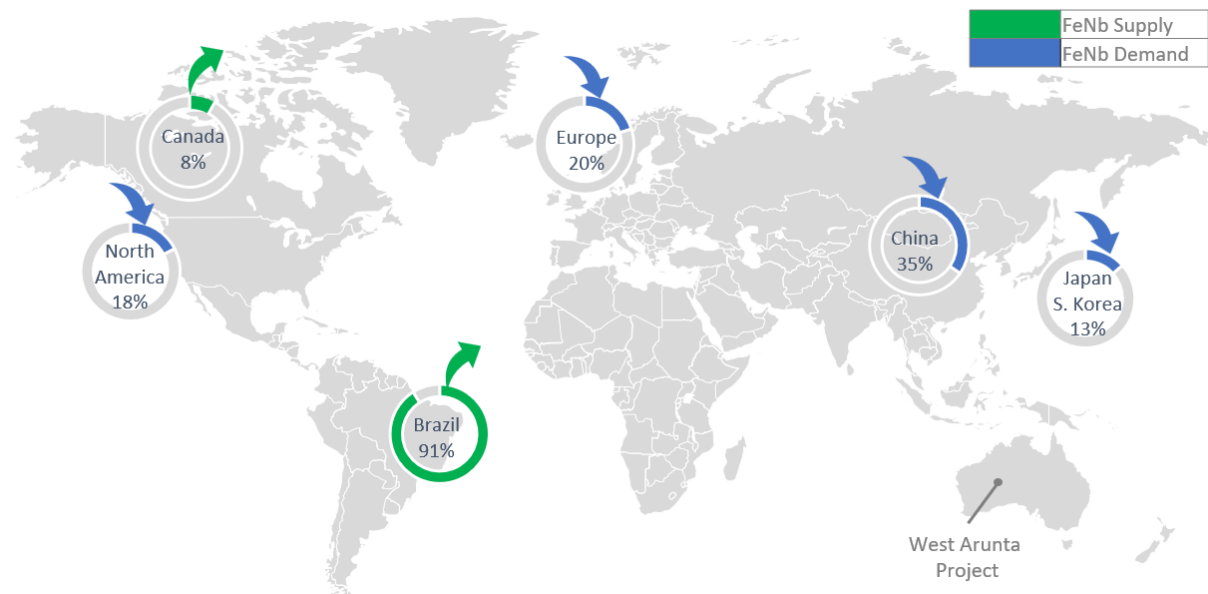 FeNb Supply
FeNb Demand
Canada
8%
Europe
20%
North
America
18%
China
35%
Japan
S. Korea
13%
Brazil
91%
West Arunta
Project